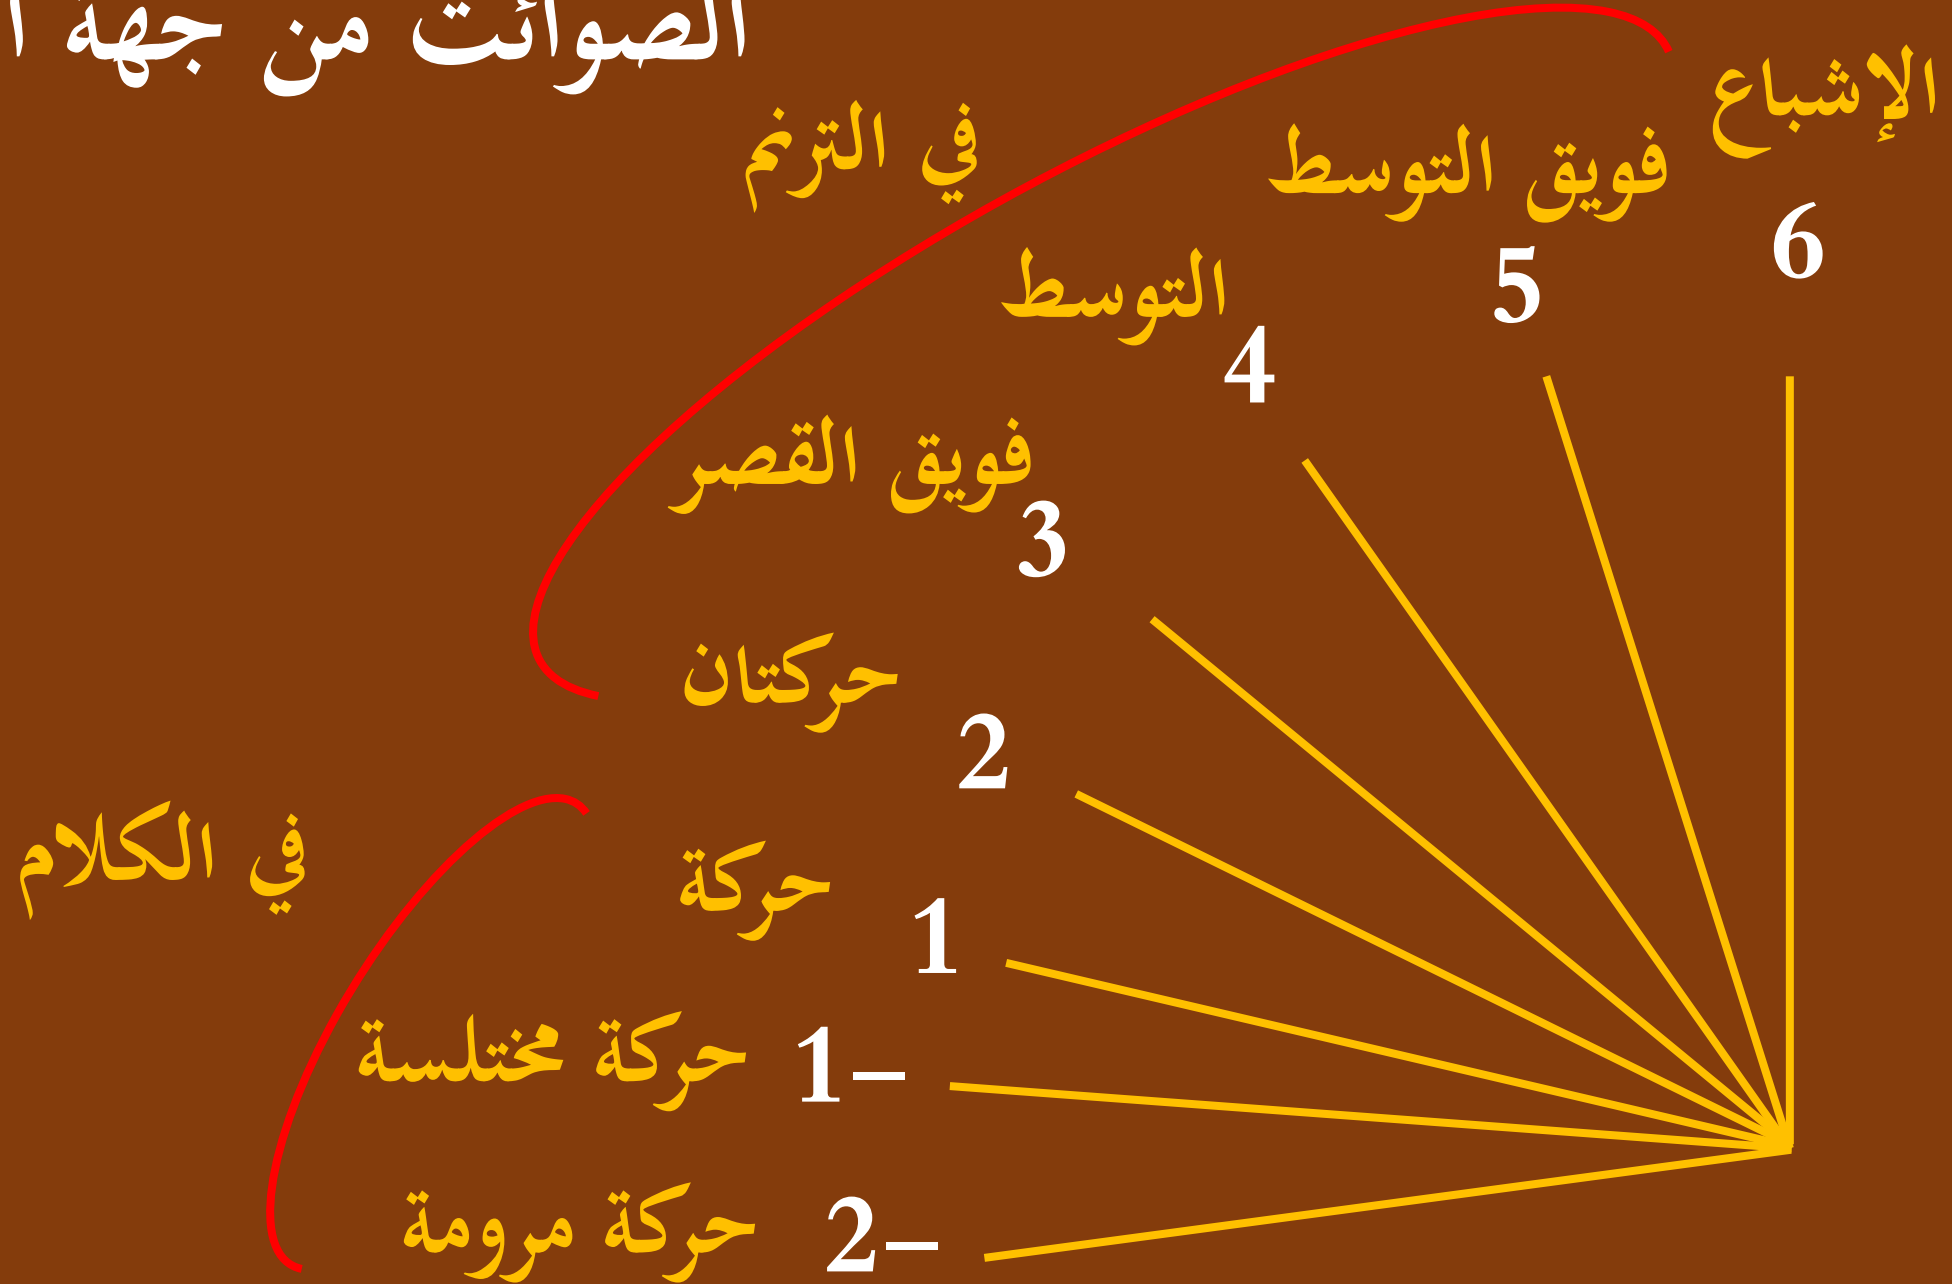 الصوائت من جهة ا
الإشباع
6
فويق التوسط
5
في الترنم
التوسط
4
فويق القصر
3
حركتان
2
في الكلام
حركة
1
حركة مختلسة
1–
حركة مرومة
2–